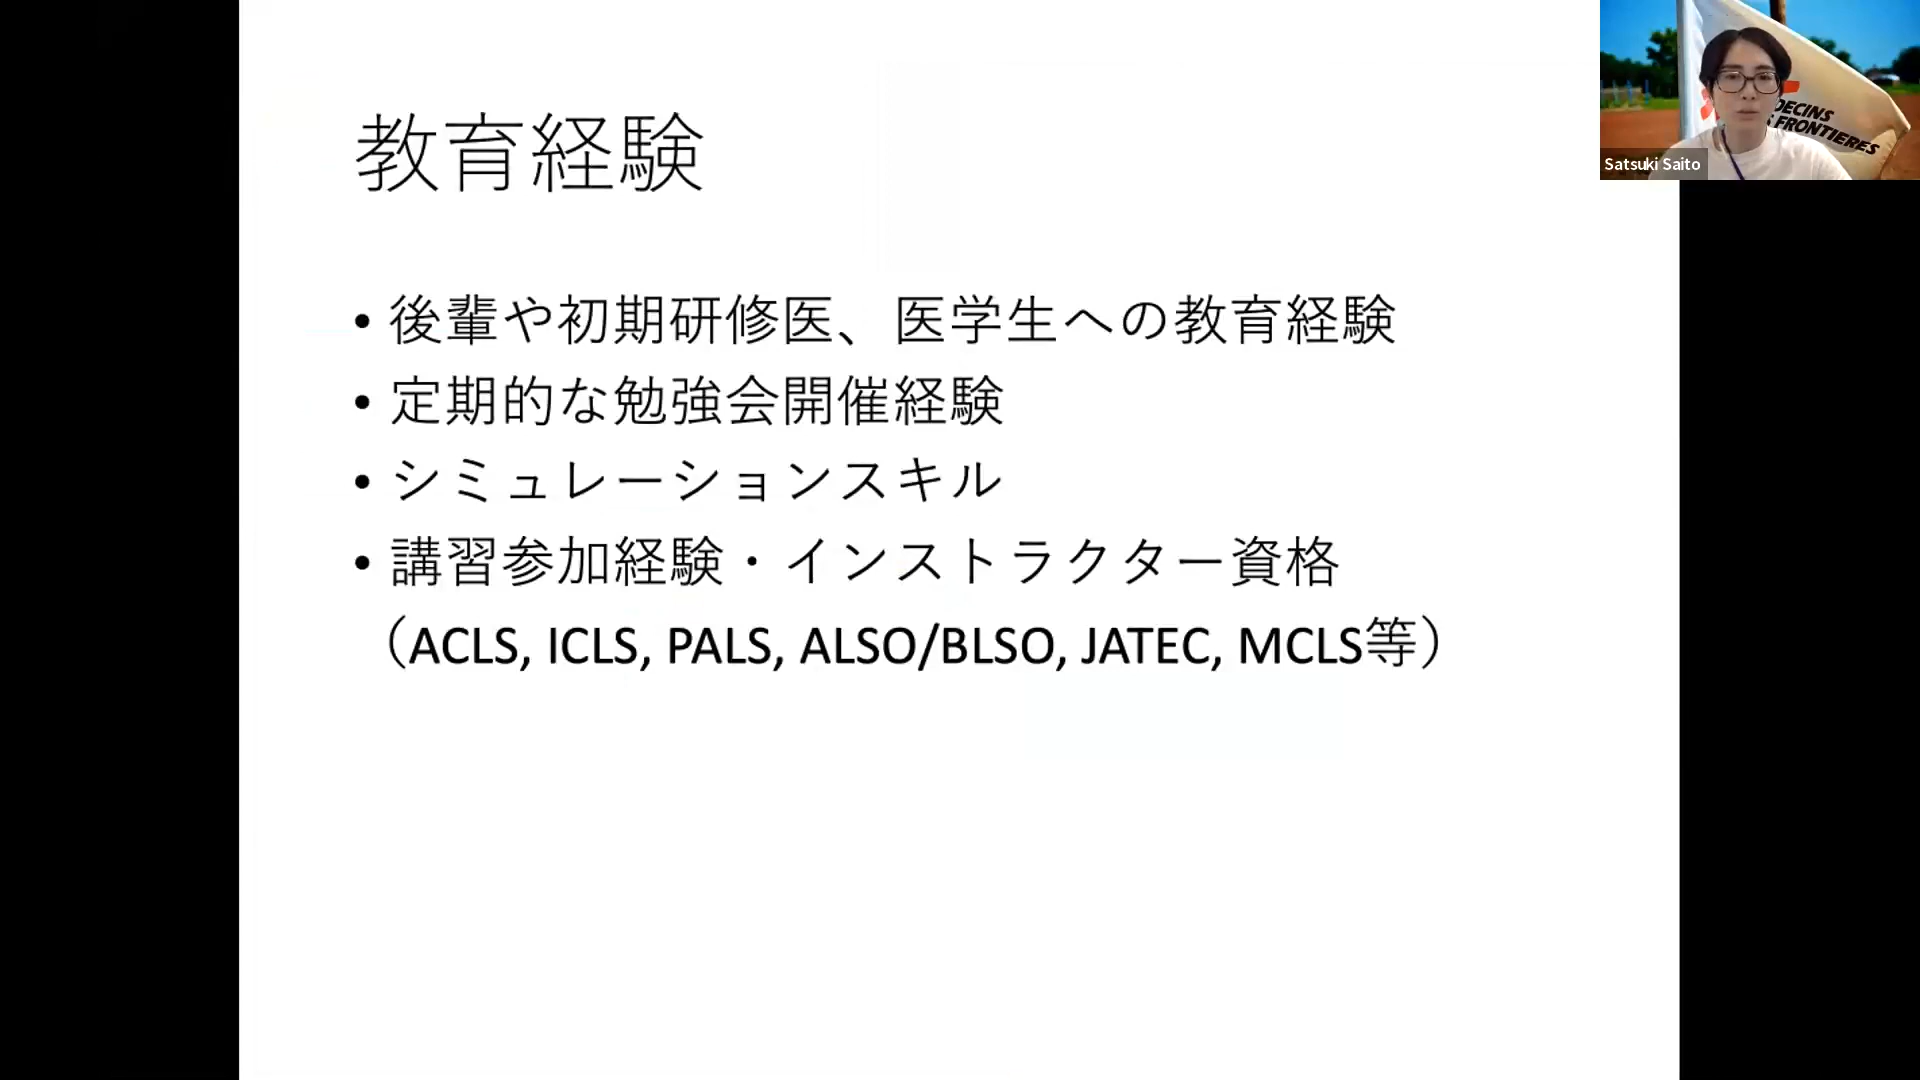 教育経験
• 後輩や初期研修医、医学生への教育経験
• 定期的な勉強会開催経験
• シミュレーションスキル
• 講習参加経験・インストラクター資格
（ACLS, ICLS, PALS, ALSO/BLSO, JATEC, MCLS等）
DECINS
FRONTIERES
Satsuki Saito